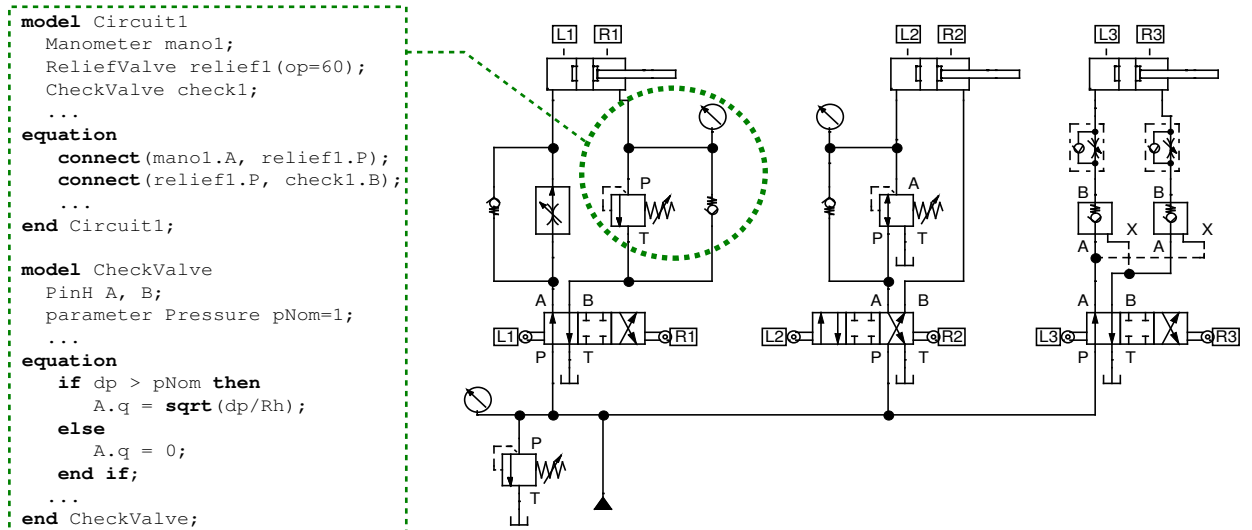 model Circuit1
Manometer mano1;
ReliefValve relief1(op=60);
CheckValve check1;
...
equation
connect(mano1.A, relief1.P);
connect(relief1.P, check1.B);
...
end Circuit1;
model CheckValve
PinH A, B;
parameter Pressure pNom=1;
...
equation
if dp > pNom then
A.q = sqrt(dp/Rh);
else
A.q = 0;
end if;
...
end CheckValve;
L1 R1 L2 R2 L3 R3
P A
B B
T P T
X X
A A
A B A B A B
L1 R1 L2 R2 L3 R3
P T P T P T
P
T